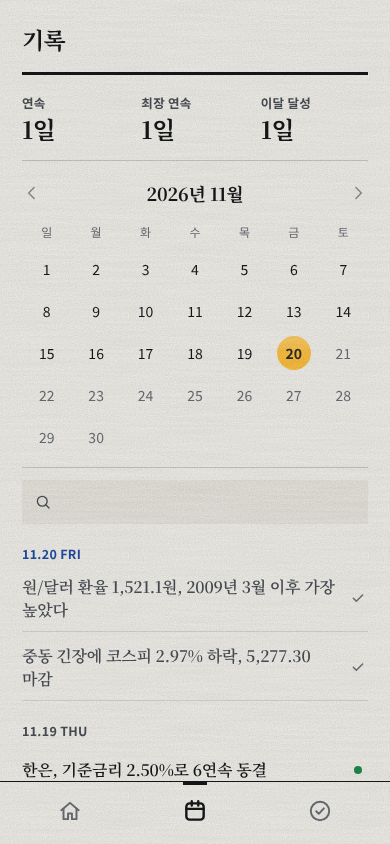 기록
연속 최장 연속 이달 달성
1일 1일 1일
2026년 11월
일 월 화 수 목 금 토
1 2 3 4 5 6 7
8 9 10 11 12 13 14
15 16 17 18 19 20 21
22 23 24 25 26 27 28
29 30
11.20 FRI
원/달러 환율 1,521.1원, 2009년 3월 이후 가장
높았다
중동 긴장에 코스피 2.97% 하락, 5,277.30
마감
11.19 THU
한은, 기준금리 2.50%로 6연속 동결